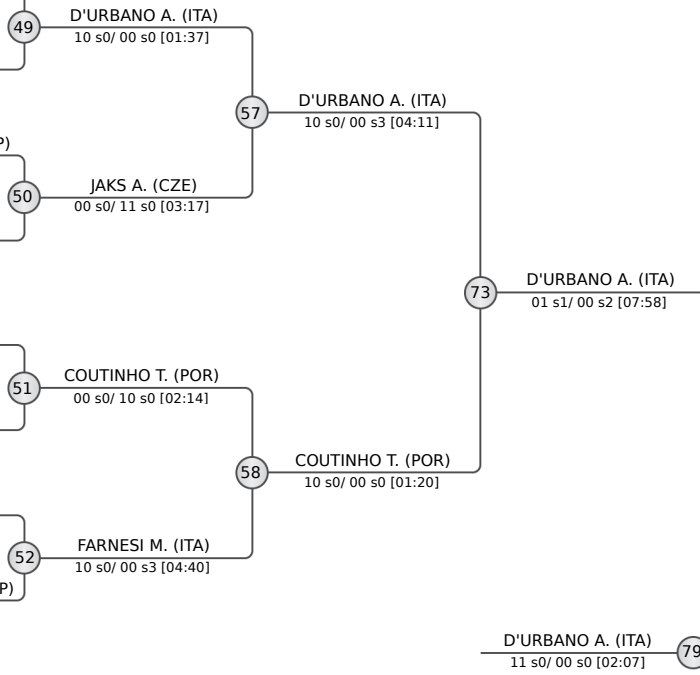 49
D'URBANO A. (ITA)
10 s0/ 00 s0 [01:37]
57
D'URBANO A. (ITA)
10 s0/ 00 s3 [04:11]
P)
50
JAKS A. (CZE)
00 s0/ 11 s0 [03:17]
73
D'URBANO A. (ITA)
01 s1/ 00 s2 [07:58]
51
COUTINHO T. (POR)
00 s0/ 10 s0 [02:14]
58
COUTINHO T. (POR)
10 s0/ 00 s0 [01:20]
52
FARNESI M. (ITA)
10 s0/ 00 s3 [04:40]
P)
D'URBANO A. (ITA)
11 s0/ 00 s0 [02:07]
79